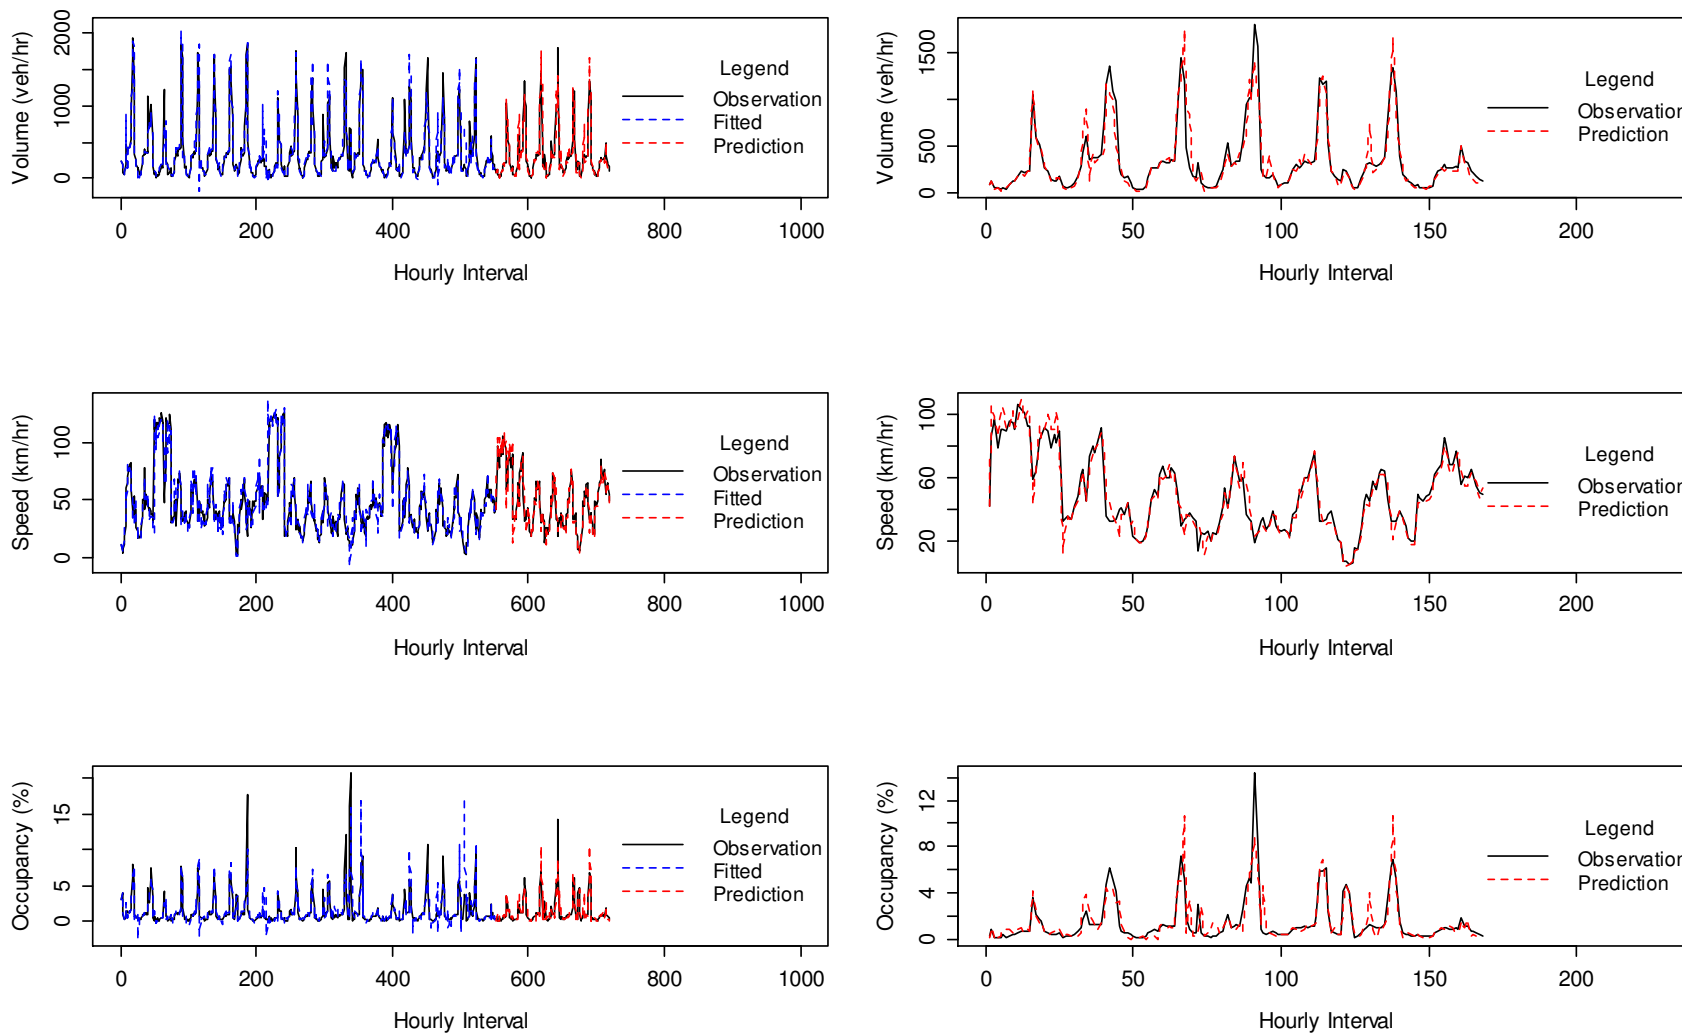 Volume (veh/hr)
0 1000 2000
Legend
Observation
Fitted
Prediction
0 200 400 600 800 1000
Hourly Interval
Volume (veh/hr)
0 500 1500
Legend
Observation
Prediction
0 50 100 150 200
Hourly Interval
Speed (km/hr)
0 50 100
Legend
Observation
Fitted
Prediction
0 200 400 600 800 1000
Hourly Interval
Speed (km/hr)
20 60 100
Legend
Observation
Prediction
0 50 100 150 200
Hourly Interval
Occupancy (%)
0 5 15
Legend
Observation
Fitted
Prediction
0 200 400 600 800 1000
Hourly Interval
Occupancy (%)
0 4 8 12
Legend
Observation
Prediction
0 50 100 150 200
Hourly Interval